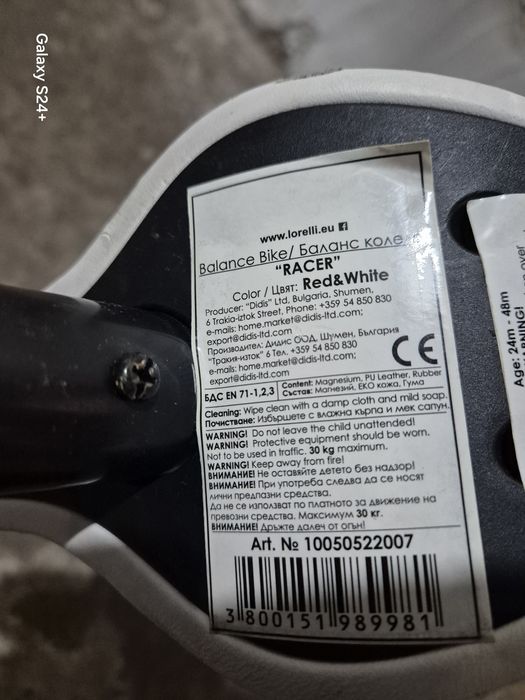 Galaxy S24+
www.lorelli.eu
Balance Bike/ Баланс коле
"RACER"
Color / Цвят: Red&White
Producer: "Didis" Ltd, Bulgaria, Shumen,
6 Trakia-iztok Street, Phone: +359 54 850 830
e-mails: home.market@didis-ltd.com;
export@didis-ltd.com
Производител: Дидис ООД, Шумен, България
"Тракия-изток" 6 Тел. +359 54 850 830
e-mails: home.market@didis-ltd.com;
export@didis-ltd.com
CE
БДС EN 71-1,2,3
Content: Magnesium, PU Leather, Rubber
Състав: Магнезий, ЕКО кожа, Гума
Cleaning: Wipe clean with a damp cloth and mild soap.
Почистване: Избършете с влажна кърпа и мек сапун.
WARNING! Do not leave the child unattended!
WARNING! Protective equipment should be worn.
Not to be used in traffic. 30 kg maximum.
WARNING! Keep away from fire!
ВНИМАНИЕ! Не оставяйте детето без надзор!
ВНИМАНИЕ! При употреба следва да се носят
лични предпазни средства.
Да не се използват по платното за движение на
превозни средства. Максимум 30 кг.
ВНИМАНИЕ! Дръжте далеч от огън!
Art. № 10050522007
3 800151 989981
Age: 24m - 48m